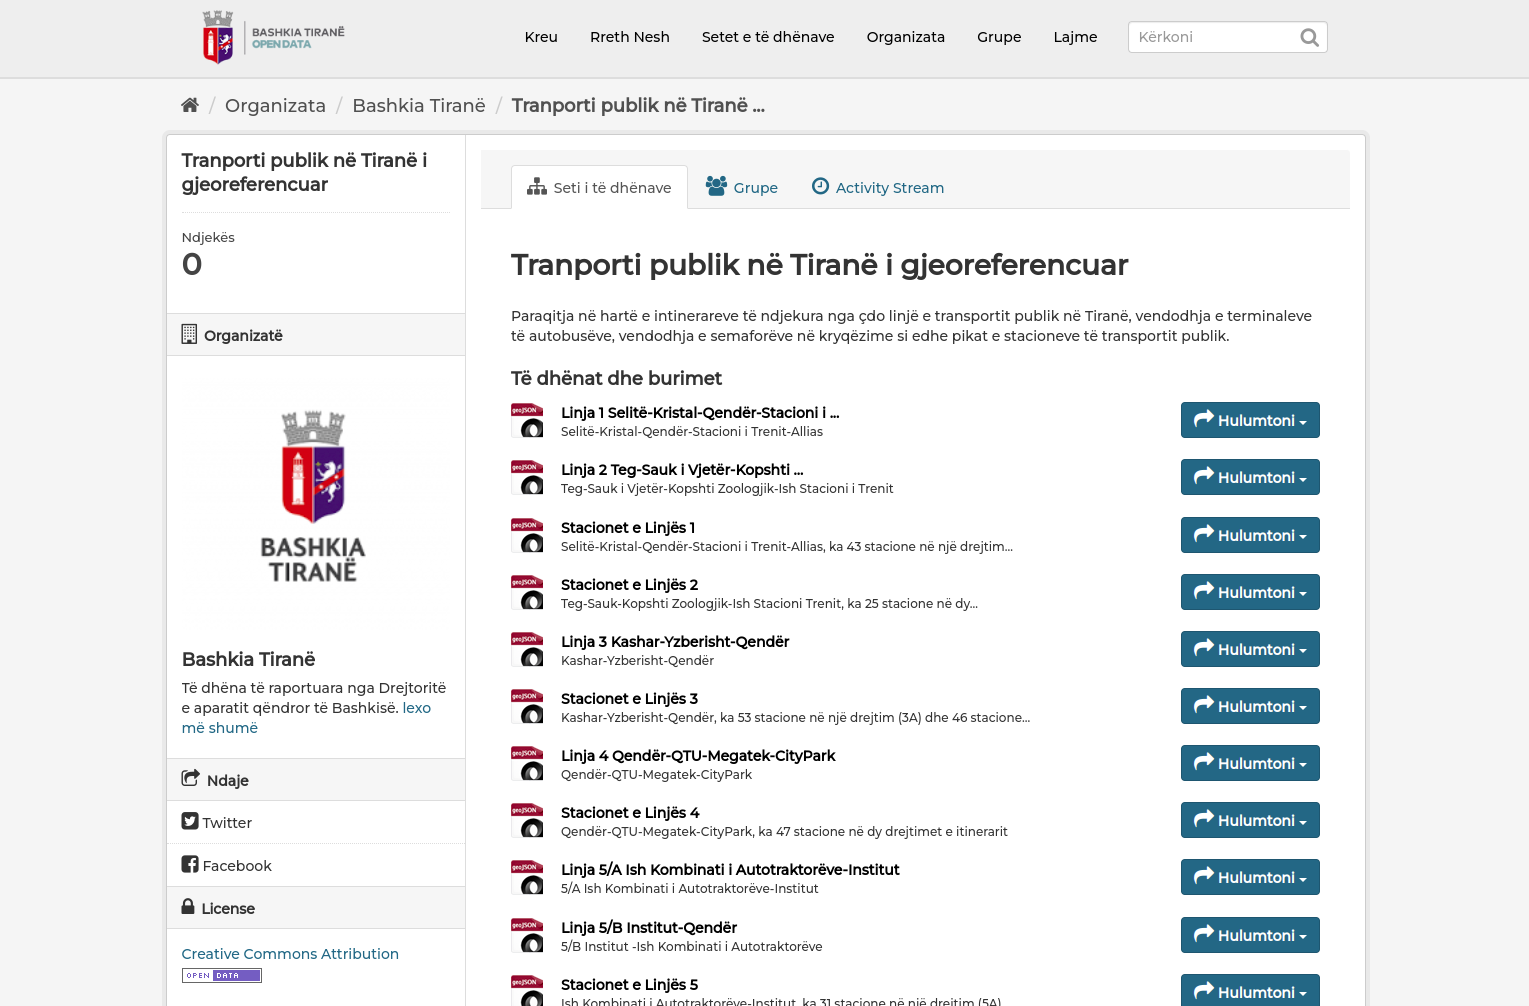 BASHKIA TIRANË
OPEN DATA
Kreu
Rreth Nesh
Setet e të dhënave
Organizata
Grupe
Lajme
Kërkoni
/ Organizata / Bashkia Tiranë / Tranporti publik në Tiranë ...
Tranporti publik në Tiranë i
gjeoreferencuar
Ndjekës
0
Organizatë
BASHKIA
TIRANË
Bashkia Tiranë
Të dhëna të raportuara nga Drejtoritë
e aparatit qëndror të Bashkisë. lexo
më shumë
Ndaje
Twitter
Facebook
License
Creative Commons Attribution
OPEN DATA
Seti i të dhënave
Grupe
Activity Stream
Tranporti publik në Tiranë i gjeoreferencuar
Paraqitja në hartë e intinerareve të ndjekura nga çdo linjë e transportit publik në Tiranë, vendodhja e terminaleve
të autobusëve, vendodhja e semaforëve në kryqëzime si edhe pikat e stacioneve të transportit publik.
Të dhënat dhe burimet
geoJSON
Linja 1 Selitë-Kristal-Qendër-Stacioni i ...
Selitë-Kristal-Qendër-Stacioni i Trenit-Allias
Hulumtoni
geoJSON
Linja 2 Teg-Sauk i Vjetër-Kopshti ...
Teg-Sauk i Vjetër-Kopshti Zoologjik-Ish Stacioni i Trenit
Hulumtoni
geoJSON
Stacionet e Linjës 1
Selitë-Kristal-Qendër-Stacioni i Trenit-Allias, ka 43 stacione në një drejtim...
Hulumtoni
geoJSON
Stacionet e Linjës 2
Teg-Sauk-Kopshti Zoologjik-Ish Stacioni Trenit, ka 25 stacione në dy...
Hulumtoni
geoJSON
Linja 3 Kashar-Yzberisht-Qendër
Kashar-Yzberisht-Qendër
Hulumtoni
geoJSON
Stacionet e Linjës 3
Kashar-Yzberisht-Qendër, ka 53 stacione në një drejtim (3A) dhe 46 stacione...
Hulumtoni
geoJSON
Linja 4 Qendër-QTU-Megatek-CityPark
Qendër-QTU-Megatek-CityPark
Hulumtoni
geoJSON
Stacionet e Linjës 4
Qendër-QTU-Megatek-CityPark, ka 47 stacione në dy drejtimet e itinerarit
Hulumtoni
geoJSON
Linja 5/A Ish Kombinati i Autotraktorëve-Institut
5/A Ish Kombinati i Autotraktorëve-Institut
Hulumtoni
geoJSON
Linja 5/B Institut-Qendër
5/B Institut -Ish Kombinati i Autotraktorëve
Hulumtoni
geoJSON
Stacionet e Linjës 5
Ish Kombinati i Autotraktorëve-Institut, ka 31 stacione në një drejtim (5A)
Hulumtoni